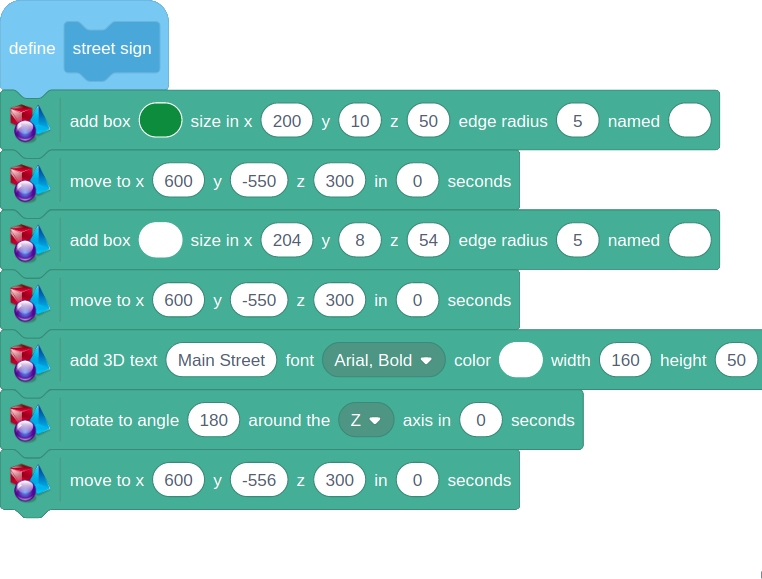 define street sign
add box size in x 200 y 10 z 50 edge radius 5 named
move to x 600 y -550 z 300 in 0 seconds
add box size in x 204 y 8 z 54 edge radius 5 named
move to x 600 y -550 z 300 in 0 seconds
add 3D text Main Street font Arial, Bold color width 160 height 50
rotate to angle 180 around the Z axis in 0 seconds
move to x 600 y -556 z 300 in 0 seconds